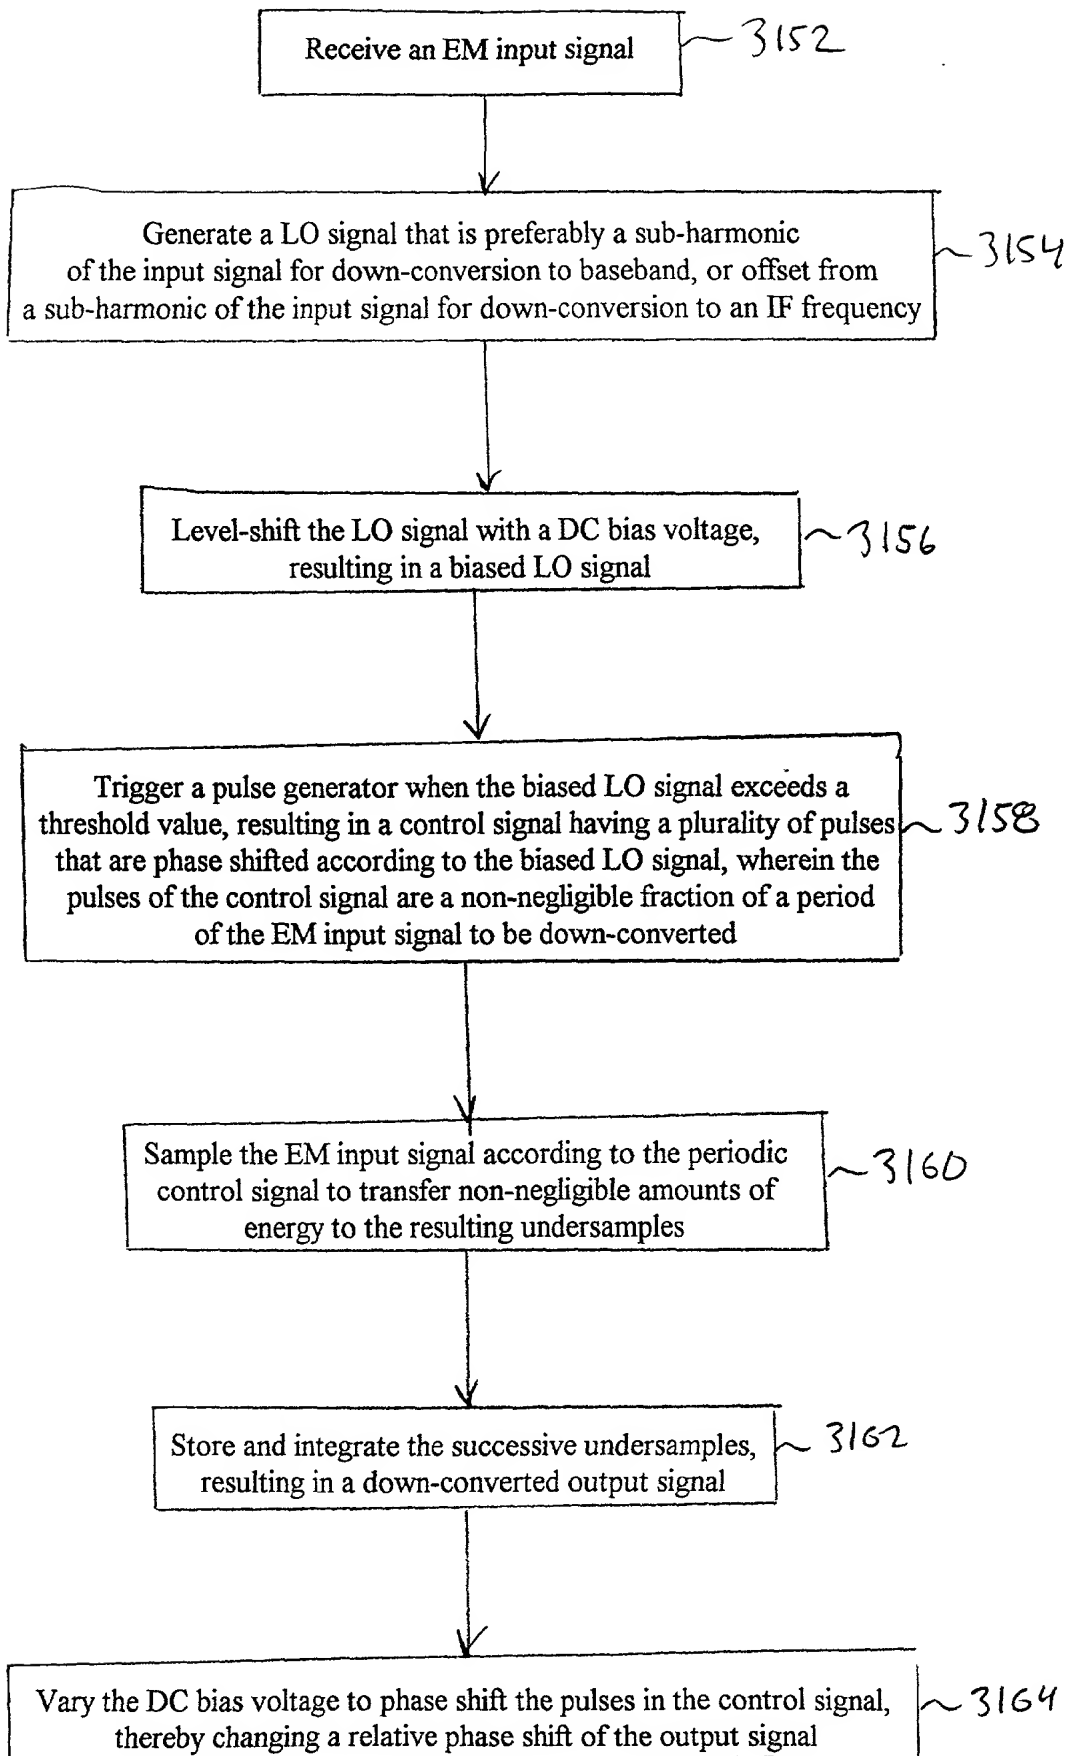 Receive an EM input signal
3152
Generate a LO signal that is preferably a sub-harmonic
of the input signal for down-conversion to baseband, or offset from
a sub-harmonic of the input signal for down-conversion to an IF frequency
3154
Level-shift the LO signal with a DC bias voltage,
resulting in a biased LO signal
3156
Trigger a pulse generator when the biased LO signal exceeds a
threshold value, resulting in a control signal having a plurality of pulses
that are phase shifted according to the biased LO signal, wherein the
pulses of the control signal are a non-negligible fraction of a period
of the EM input signal to be down-converted
3158
Sample the EM input signal according to the periodic
control signal to transfer non-negligible amounts of
energy to the resulting undersamples
3160
Store and integrate the successive undersamples,
resulting in a down-converted output signal
3162
Vary the DC bias voltage to phase shift the pulses in the control signal,
thereby changing a relative phase shift of the output signal
3164